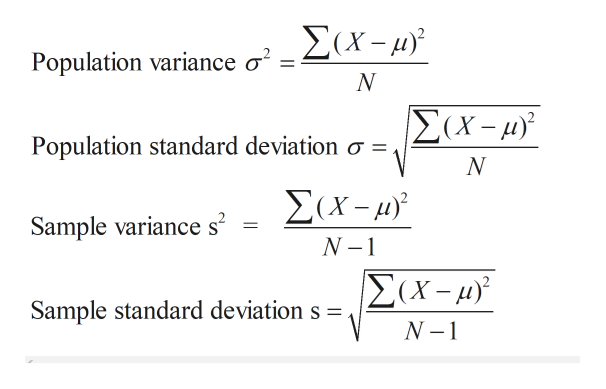 Population variance σ² = ∑(X – μ)² / N
Population standard deviation σ = √(∑(X – μ)² / N)
Sample variance s² = ∑(X – μ)² / N – 1
Sample standard deviation s = √(∑(X – μ)² / N – 1)